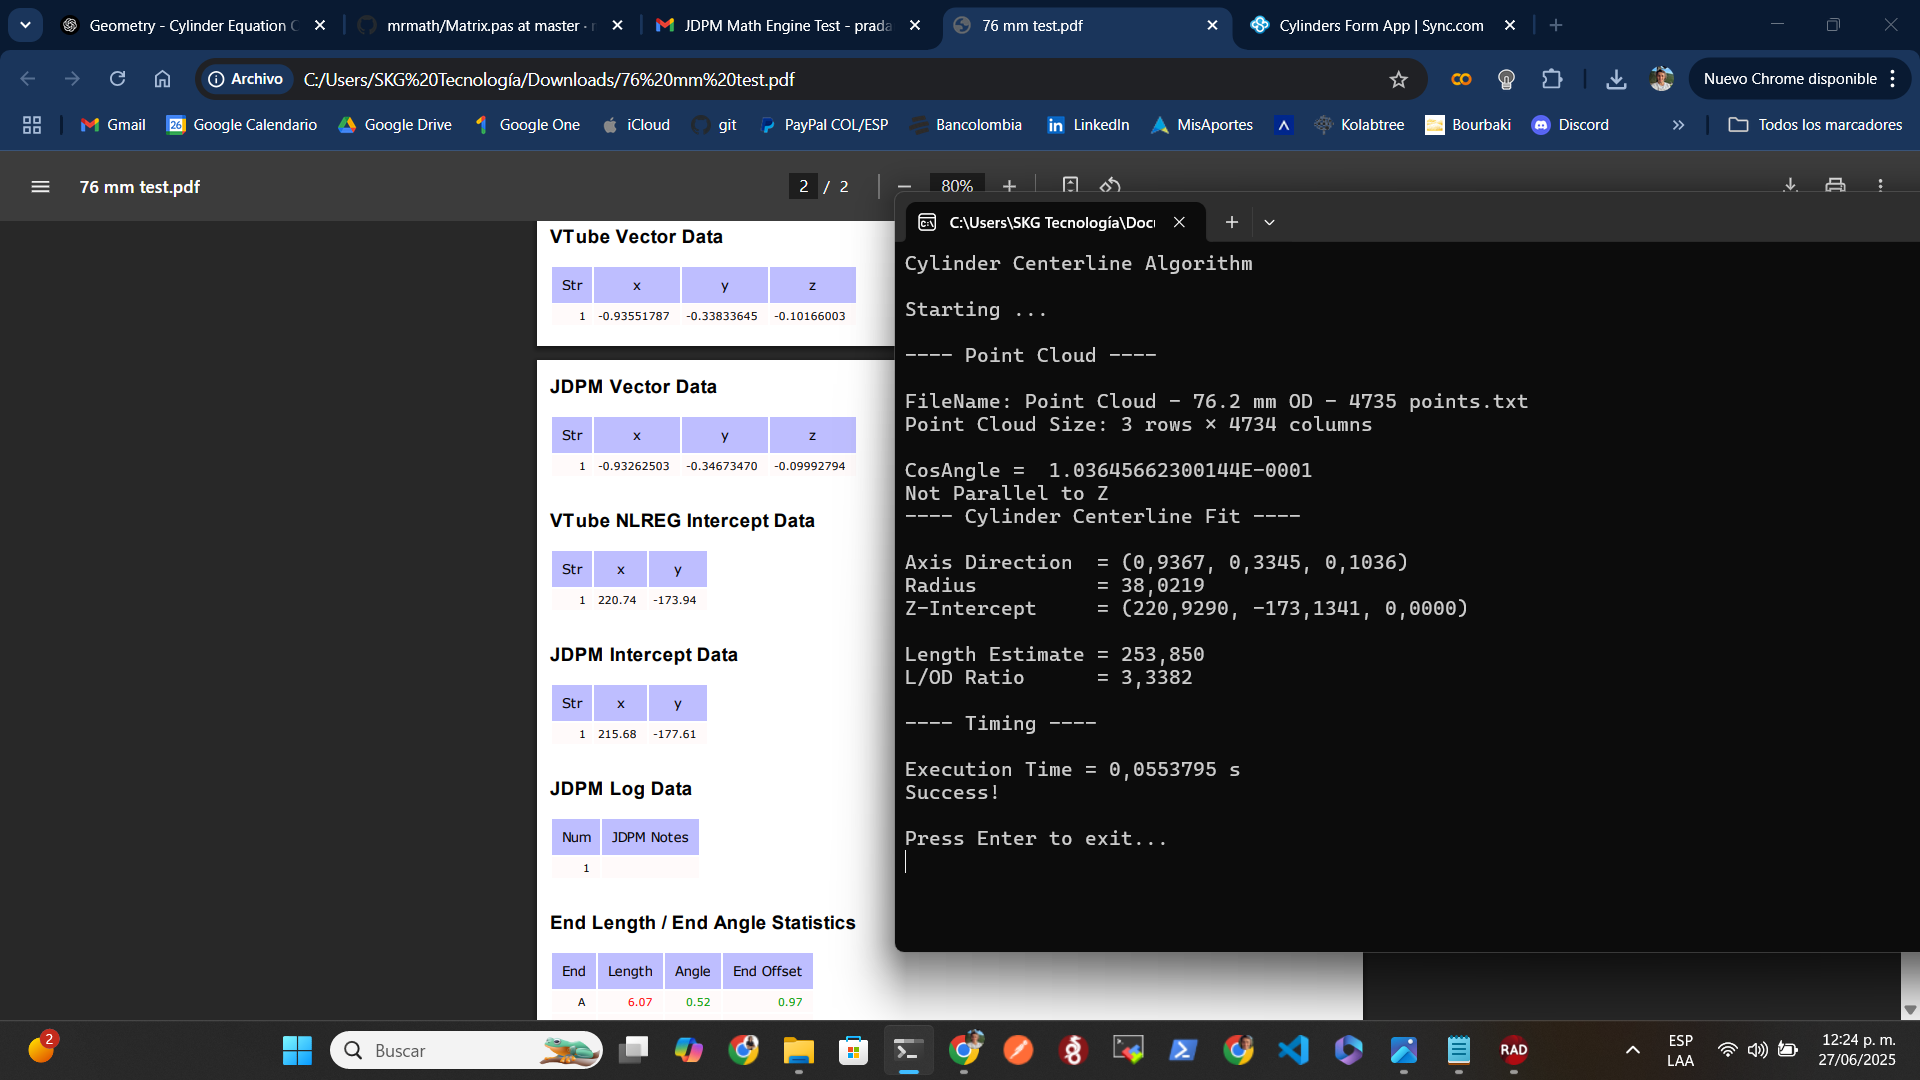 Geometry - Cylinder Equation C
mrmath/Matrix.pas at master · r
JDPM Math Engine Test - prada
76 mm test.pdf
Cylinders Form App | Sync.com
Archivo
C:/Users/SKG%20Tecnología/Downloads/76%20mm%20test.pdf
Nuevo Chrome disponible
Gmail
Google Calendario
Google Drive
Google One
iCloud
git
PayPal COL/ESP
Bancolombia
LinkedIn
MisAportes
Kolabtree
Bourbaki
Discord
Todos los marcadores
76 mm test.pdf
2 / 2
80%
VTube Vector Data
Str x y z
1 -0.93551787 -0.33833645 -0.10166003
JDPM Vector Data
Str x y z
1 -0.93262503 -0.34673470 -0.09992794
VTube NLREG Intercept Data
Str x y
1 220.74 -173.94
JDPM Intercept Data
Str x y
1 215.68 -177.61
JDPM Log Data
Num JDPM Notes
1
End Length / End Angle Statistics
End Length Angle End Offset
A 6.07 0.52 0.97
C:\Users\SKG Tecnología\Doc
Cylinder Centerline Algorithm
Starting ...
---- Point Cloud ----
FileName: Point Cloud - 76.2 mm OD - 4735 points.txt
Point Cloud Size: 3 rows × 4734 columns
CosAngle =  1.03645662300144E-0001
Not Parallel to Z
---- Cylinder Centerline Fit ----
Axis Direction  = (0,9367, 0,3345, 0,1036)
Radius          = 38,0219
Z-Intercept     = (220,9290, -173,1341, 0,0000)
Length Estimate = 253,850
L/OD Ratio      = 3,3382
---- Timing ----
Execution Time = 0,0553795 s
Success!
Press Enter to exit...
2
Buscar
RAD
ESP
LAA
12:24 p. m.
27/06/2025